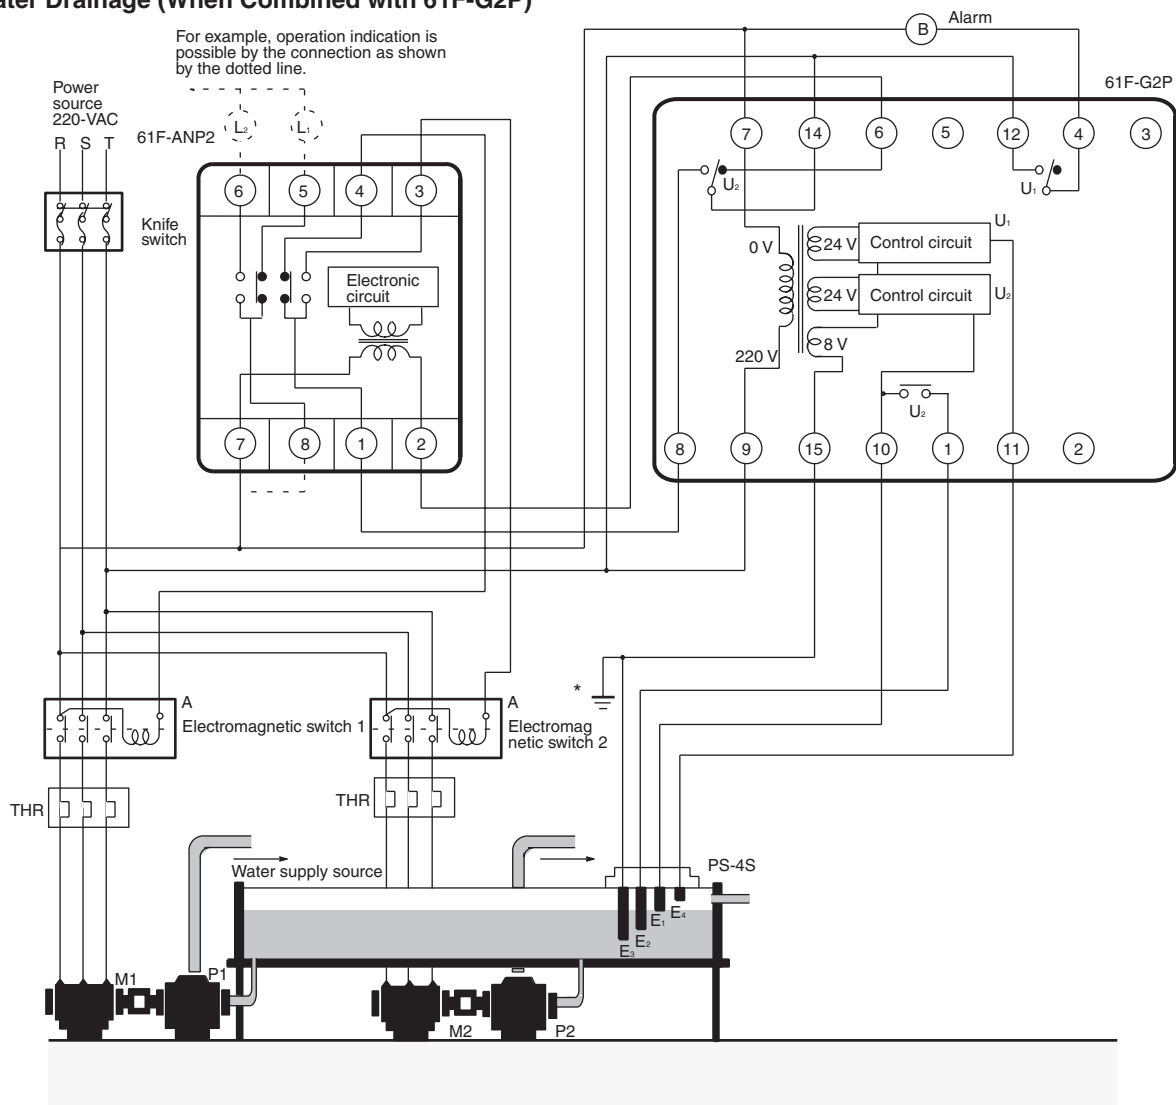 ater Drainage (When Combined with 61F-G2P)
For example, operation indication is
possible by the connection as shown
by the dotted line.
B Alarm
Power
source
220-VAC
R S T
61F-ANP2
L2 L1
61F-G2P
6 5 4 3
7 14 6 5 12 4 3
U2
U1
Knife
switch
Electronic
circuit
0 V
220 V
24 V Control circuit U1
24 V Control circuit U2
8 V
U2
7 8 1 2
8 9 15 10 1 11 2
*
A
Electromagnetic switch 1
A
Electromag
netic switch 2
THR
THR
Water supply source
PS-4S
E1 E4
E3 E2
M1 P1
M2 P2